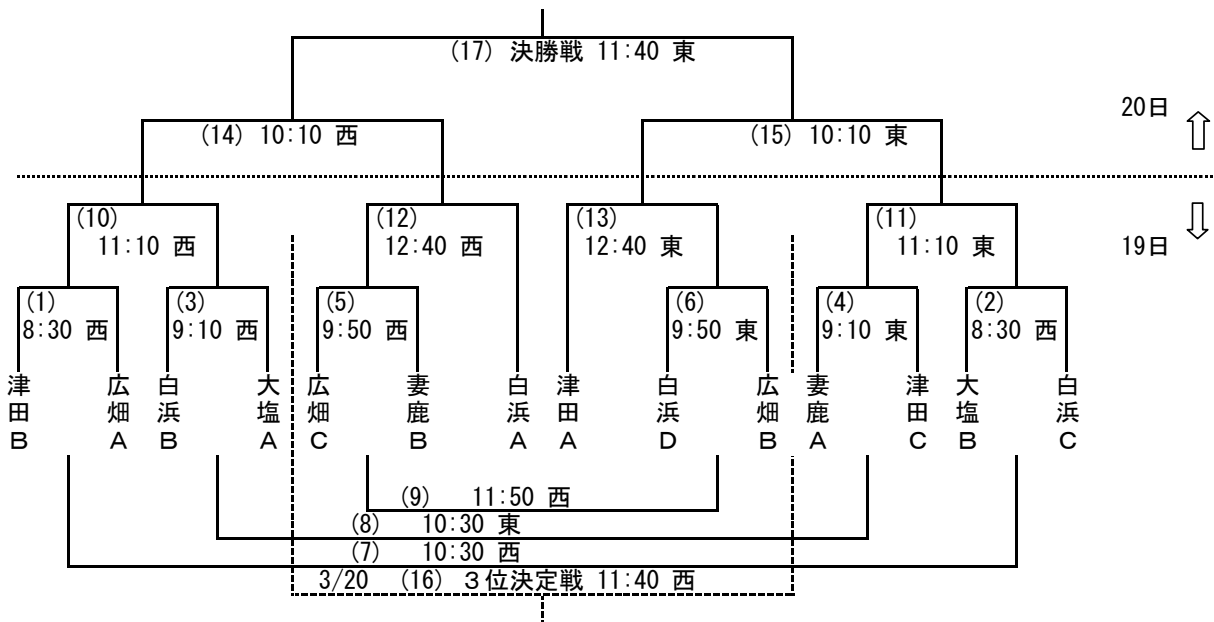 (17) 決勝戦 11:40 東
20日
(14) 10:10 西
(15) 10:10 東
(10)
11:10 西
(12)
12:40 西
(13)
12:40 東
(11)
11:10 東
19日
(1)
8:30 西
(3)
9:10 西
(5)
9:50 西
(6)
9:50 東
(4)
9:10 東
(2)
8:30 西
津田B
広畑A
白浜B
大塩A
広畑C
妻鹿B
白浜A
津田A
白浜D
広畑B
妻鹿A
津田C
大塩B
白浜C
(9) 11:50 西
(8) 10:30 東
(7) 10:30 西
3/20 (16) 3位決定戦 11:40 西